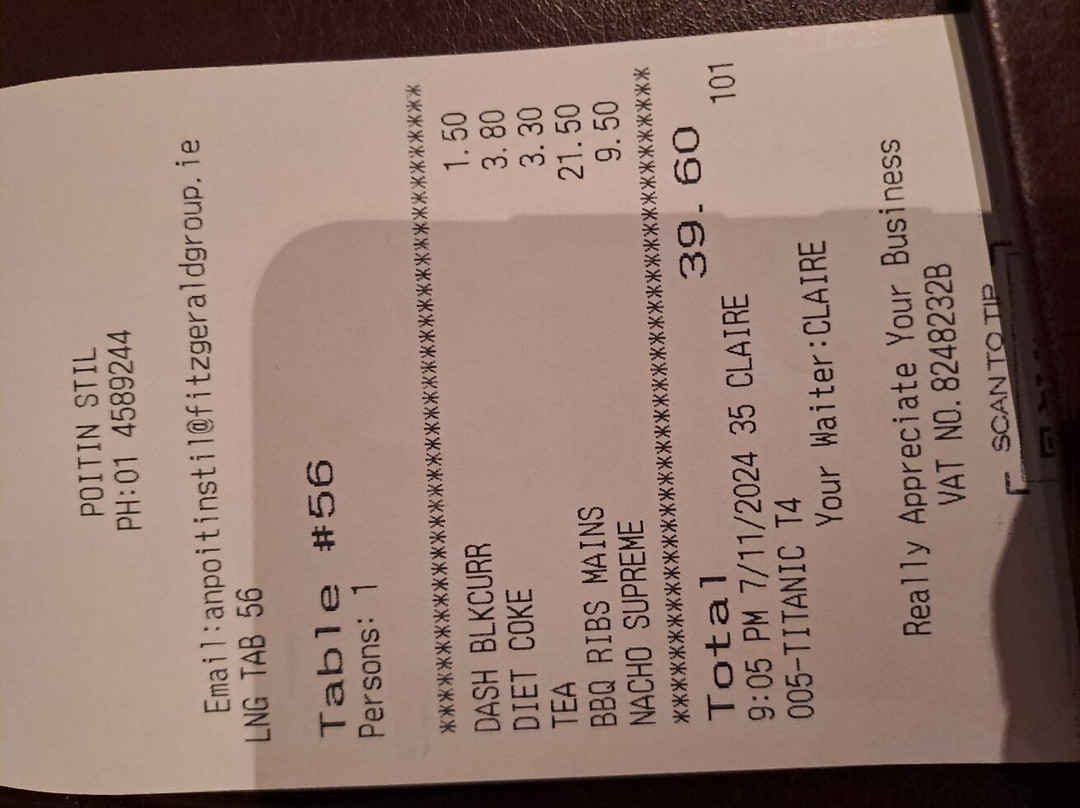 POITIN STIL
PH:01 4589244
Email:anpoitinstil@fitzgeraldgroup.ie
LNG TAB 56
Table #56
Persons: 1
************************************
DASH BLKCURR 1.50
DIET COKE 3.80
TEA 3.30
BBQ RIBS MAINS 21.50
NACHO SUPREME 9.50
************************************
Total 39.60
9:05 PM 7/11/2024 35 CLAIRE 101
005-TITANIC T4
Your Waiter:CLAIRE
Really Appreciate Your Business
VAT NO.8248232B
SCAN TO TIP